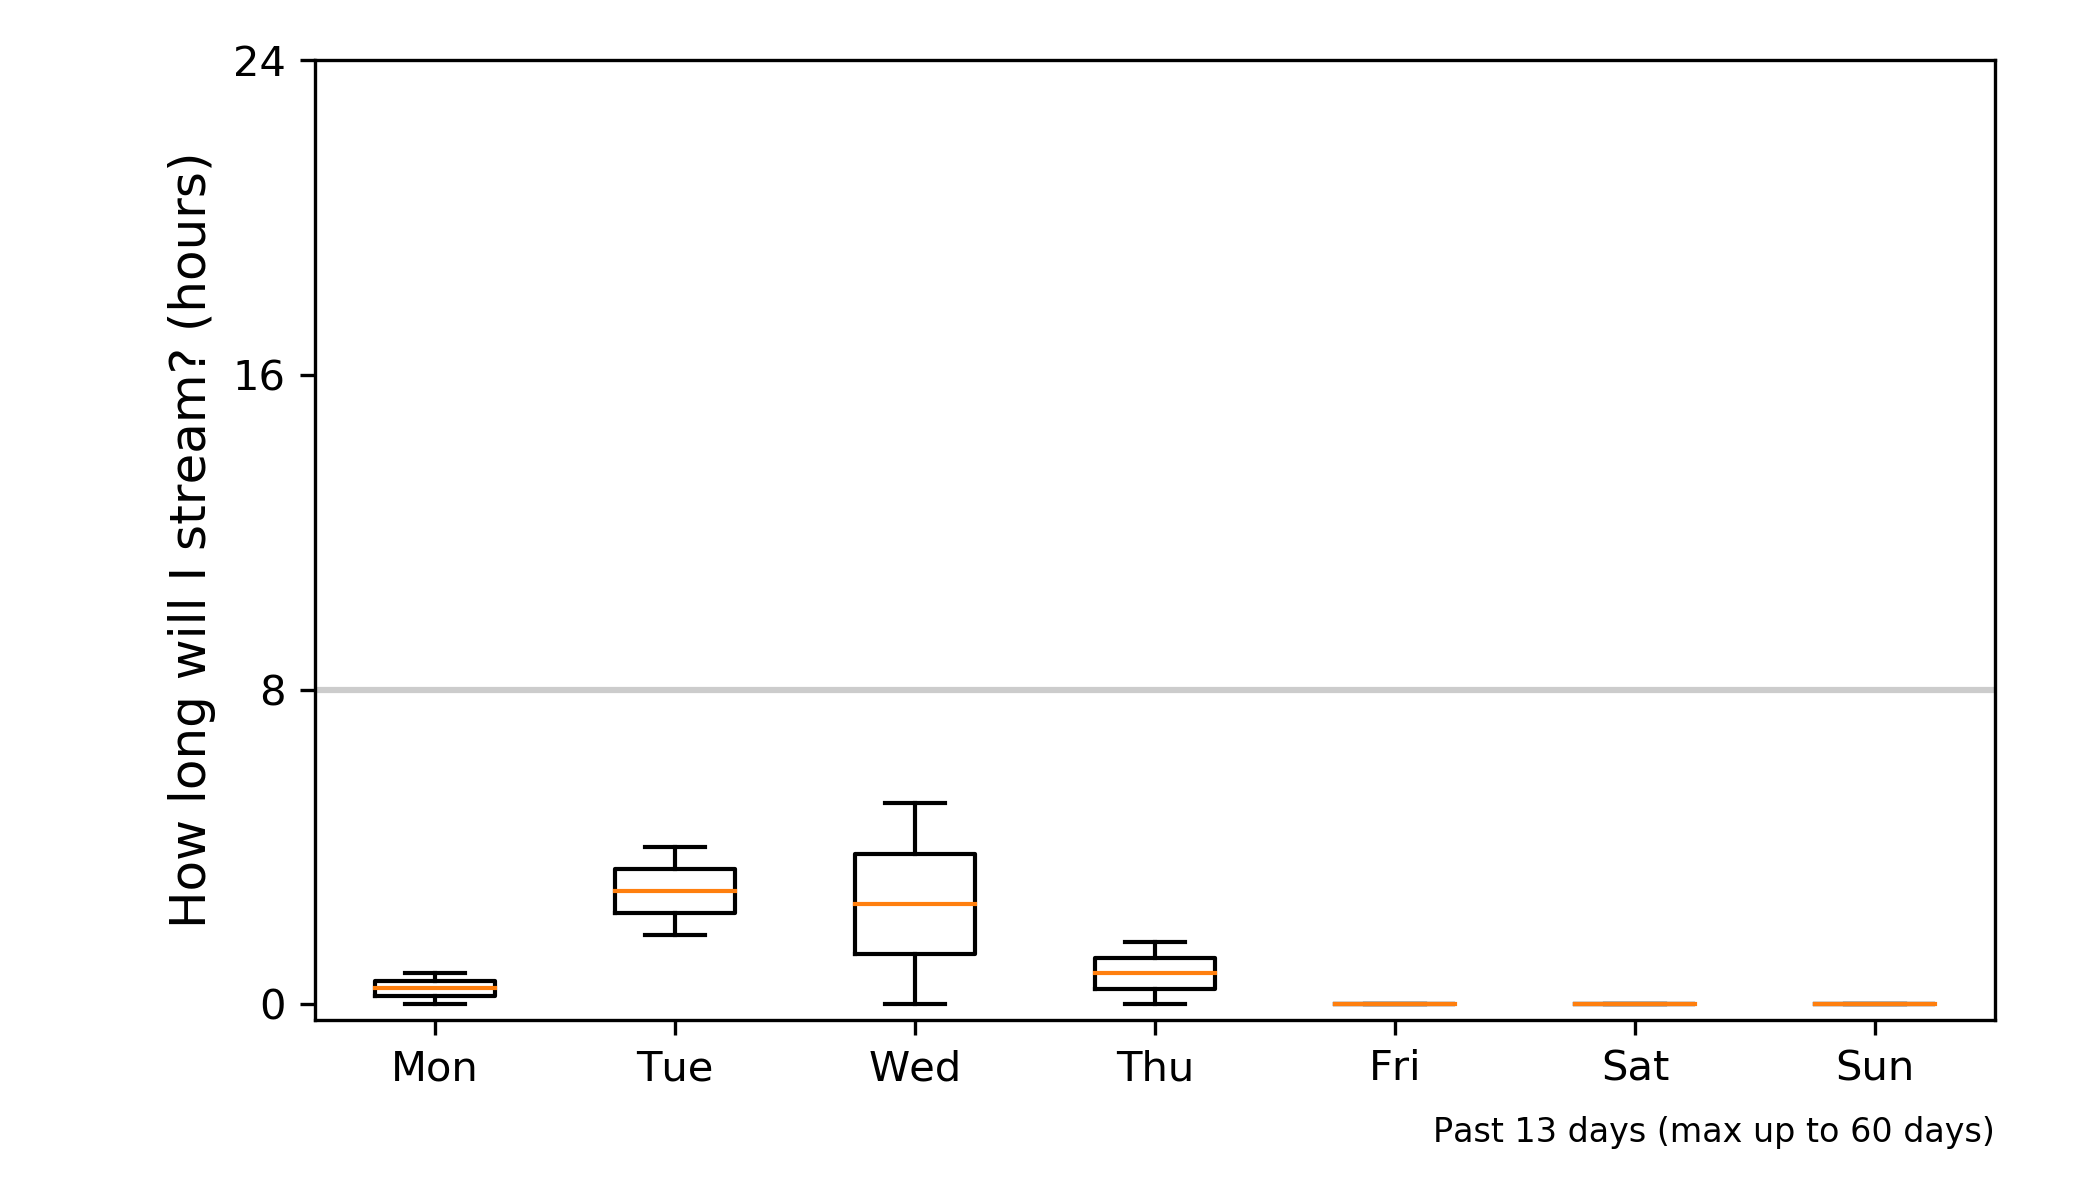 How long will I stream? (hours)
24
16
8
0
Mon Tue Wed Thu Fri Sat Sun
Past 13 days (max up to 60 days)